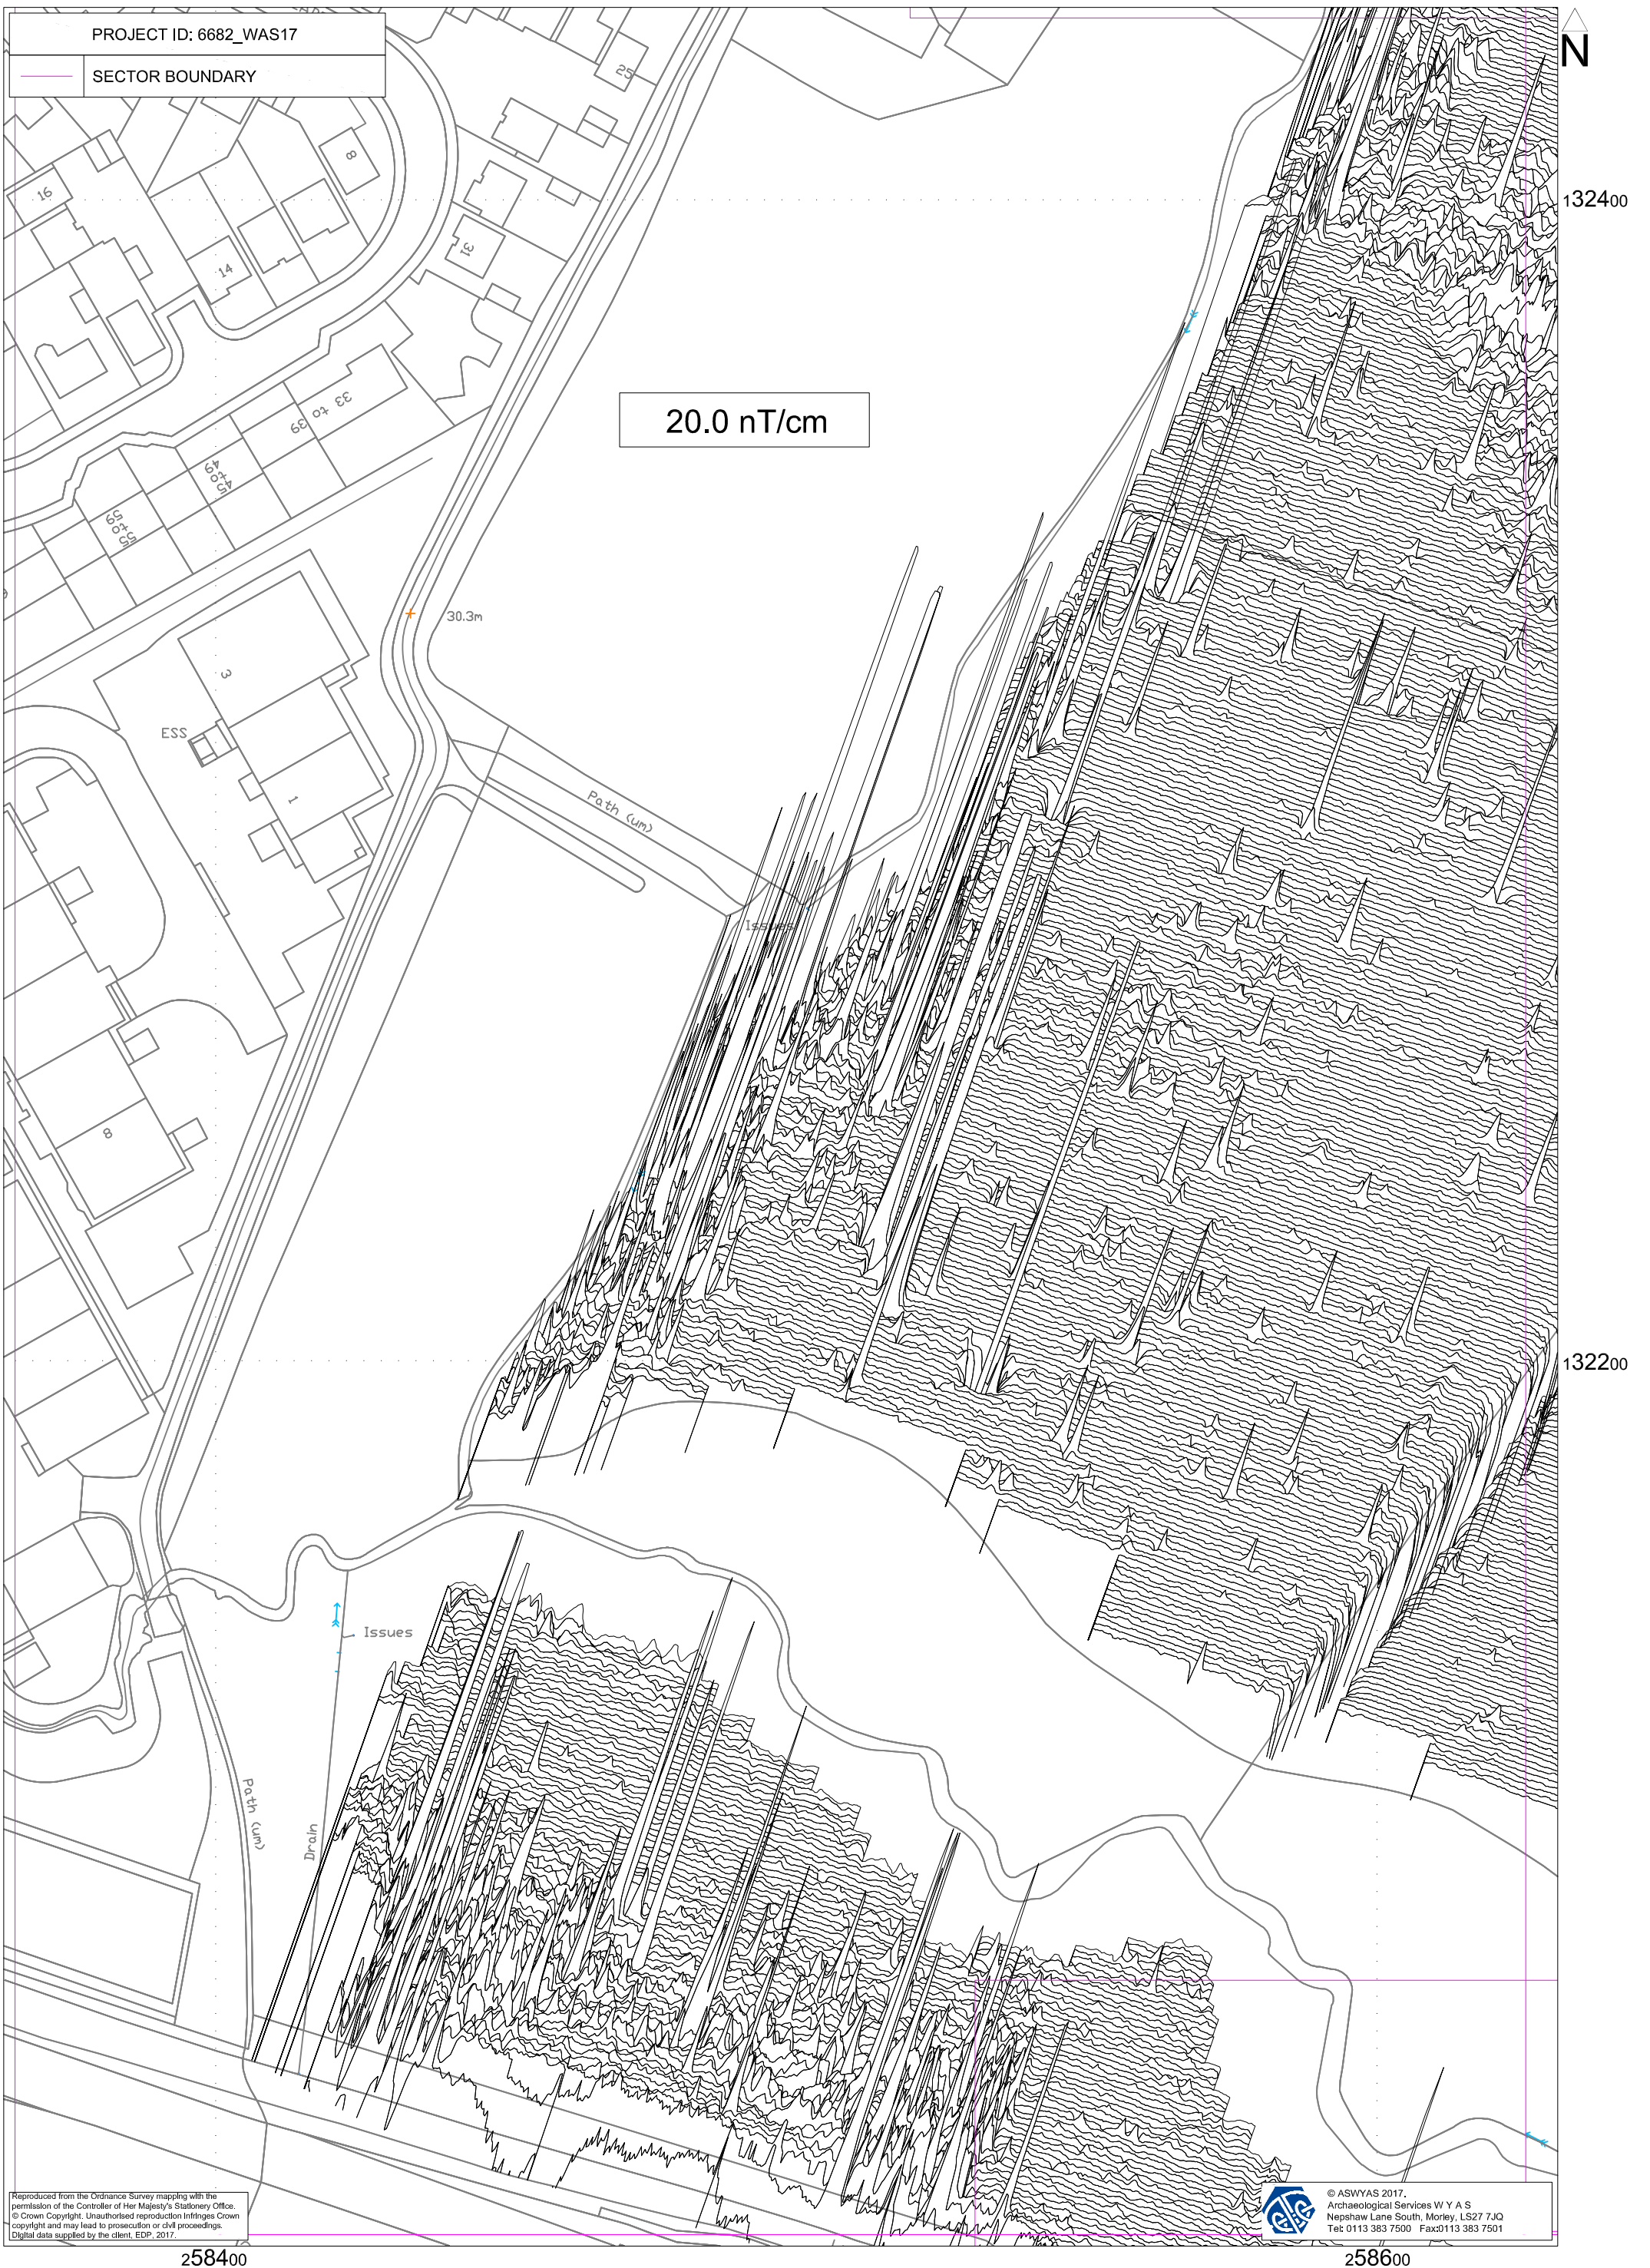 PROJECT ID: 6682_WAS17
SECTOR BOUNDARY
N
25
8
16
31
14
132400
20.0 nT/cm
33 to 39
45 to 49
55 to 59
30.3m
3
ESS
1
Path (um)
Issues
8
132200
Issues
Path (um)
Drain
Reproduced from the Ordnance Survey mapping with the
permission of the Controller of Her Majesty's Stationery Office.
© Crown Copyright. Unauthorised reproduction infringes Crown
copyright and may lead to prosecution or civil proceedings.
Digital data supplied by the client, EDP, 2017.
© ASWYAS 2017.
Archaeological Services W Y A S
Nepshaw Lane South, Morley, LS27 7JQ
Tel: 0113 383 7500 Fax:0113 383 7501
258400
258600